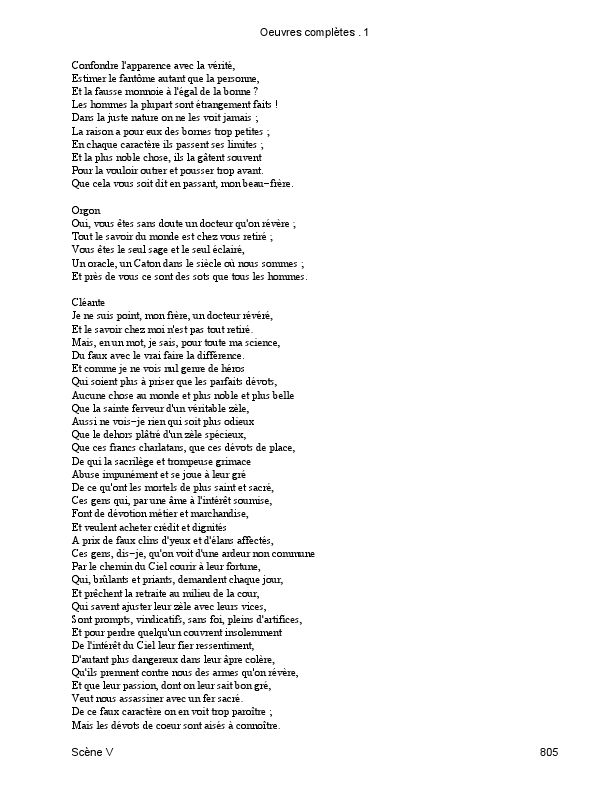 Oeuvres complètes . 1
Confondre l'apparence avec la vérité,
Estimer le fantôme autant que la personne,
Et la fausse monnoie à l'égal de la bonne ?
Les hommes la plupart sont étrangement faits !
Dans la juste nature on ne les voit jamais ;
La raison a pour eux des bornes trop petites ;
En chaque caractère ils passent ses limites ;
Et la plus noble chose, ils la gâtent souvent
Pour la vouloir outrer et pousser trop avant.
Que cela vous soit dit en passant, mon beau−frère.
Orgon
Oui, vous êtes sans doute un docteur qu'on révère ;
Tout le savoir du monde est chez vous retiré ;
Vous êtes le seul sage et le seul éclairé,
Un oracle, un Caton dans le siècle où nous sommes ;
Et près de vous ce sont des sots que tous les hommes.
Cléante
Je ne suis point, mon frère, un docteur révéré,
Et le savoir chez moi n'est pas tout retiré.
Mais, en un mot, je sais, pour toute ma science,
Du faux avec le vrai faire la différence.
Et comme je ne vois nul genre de héros
Qui soient plus à priser que les parfaits dévots,
Aucune chose au monde et plus noble et plus belle
Que la sainte ferveur d'un véritable zèle,
Aussi ne vois−je rien qui soit plus odieux
Que le dehors plâtré d'un zèle spécieux,
Que ces francs charlatans, que ces dévots de place,
De qui la sacrilège et trompeuse grimace
Abuse impunément et se joue à leur gré
De ce qu'ont les mortels de plus saint et sacré,
Ces gens qui, par une âme à l'intérêt soumise,
Font de dévotion métier et marchandise,
Et veulent acheter crédit et dignités
A prix de faux clins d'yeux et d'élans affectés,
Ces gens, dis−je, qu'on voit d'une ardeur non commune
Par le chemin du Ciel courir à leur fortune,
Qui, brûlants et priants, demandent chaque jour,
Et prêchent la retraite au milieu de la cour,
Qui savent ajuster leur zèle avec leurs vices,
Sont prompts, vindicatifs, sans foi, pleins d'artifices,
Et pour perdre quelqu'un couvrent insolemment
De l'intérêt du Ciel leur fier ressentiment,
D'autant plus dangereux dans leur âpre colère,
Qu'ils prennent contre nous des armes qu'on révère,
Et que leur passion, dont on leur sait bon gré,
Veut nous assassiner avec un fer sacré.
De ce faux caractère on en voit trop paroître ;
Mais les dévots de coeur sont aisés à connoître.
Scène V 805